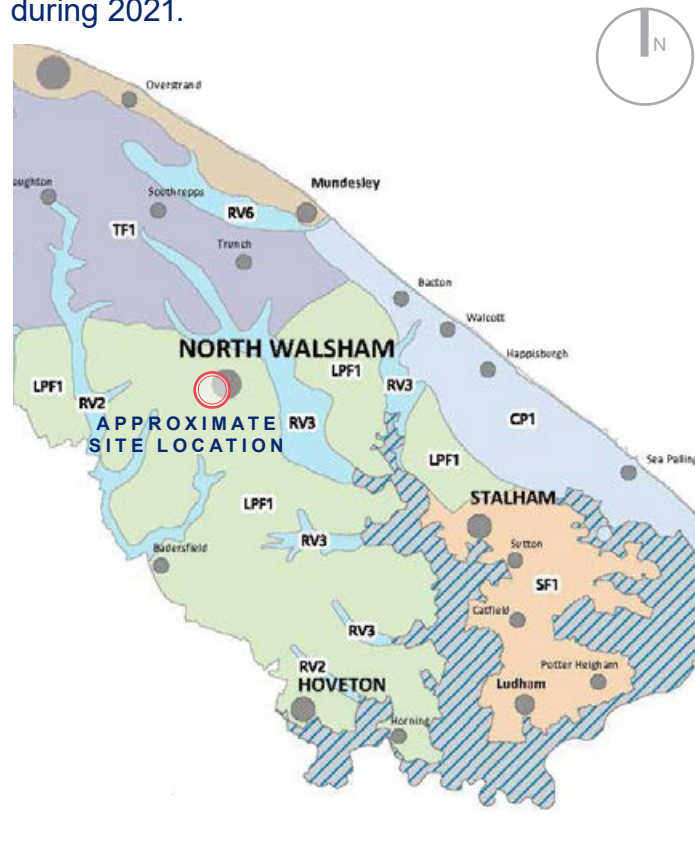 during 2021.
N
Overstrand
oughton
Southrepps
Mundesley
RV6
TF1
Trunch
Bacton
Walcott
NORTH WALSHAM
Happisburgh
LPF1
LPF1
RV3
RV2
APPROXIMATE
SITE LOCATION
RV3
CP1
LPF1
Sea Palling
STALHAM
LPF1
RV3
Sutton
Badersfield
SF1
Catfield
RV3
RV2
Potter Heigham
HOVETON
Ludham
Horning